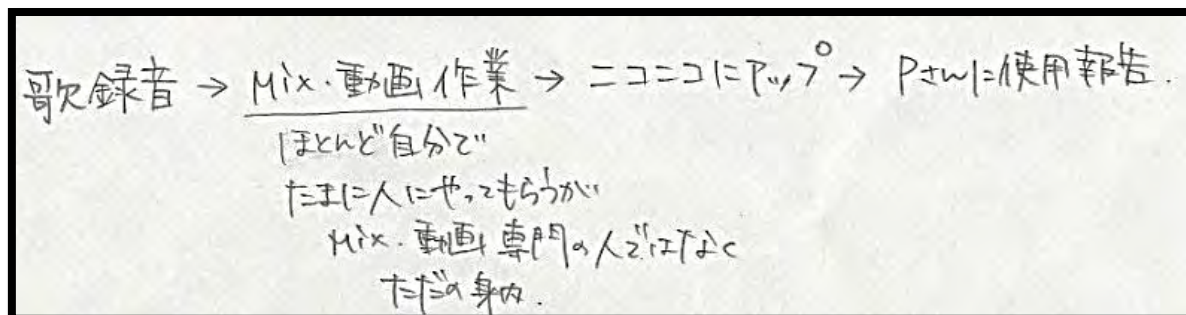 歌録音 → Mix・動画作業 → ニコニコにアップ → Pさんに使用報告.
ほとんど自分で
たまに人にやってもらうが
Mix・動画専門の人ではなく
ただの身内.